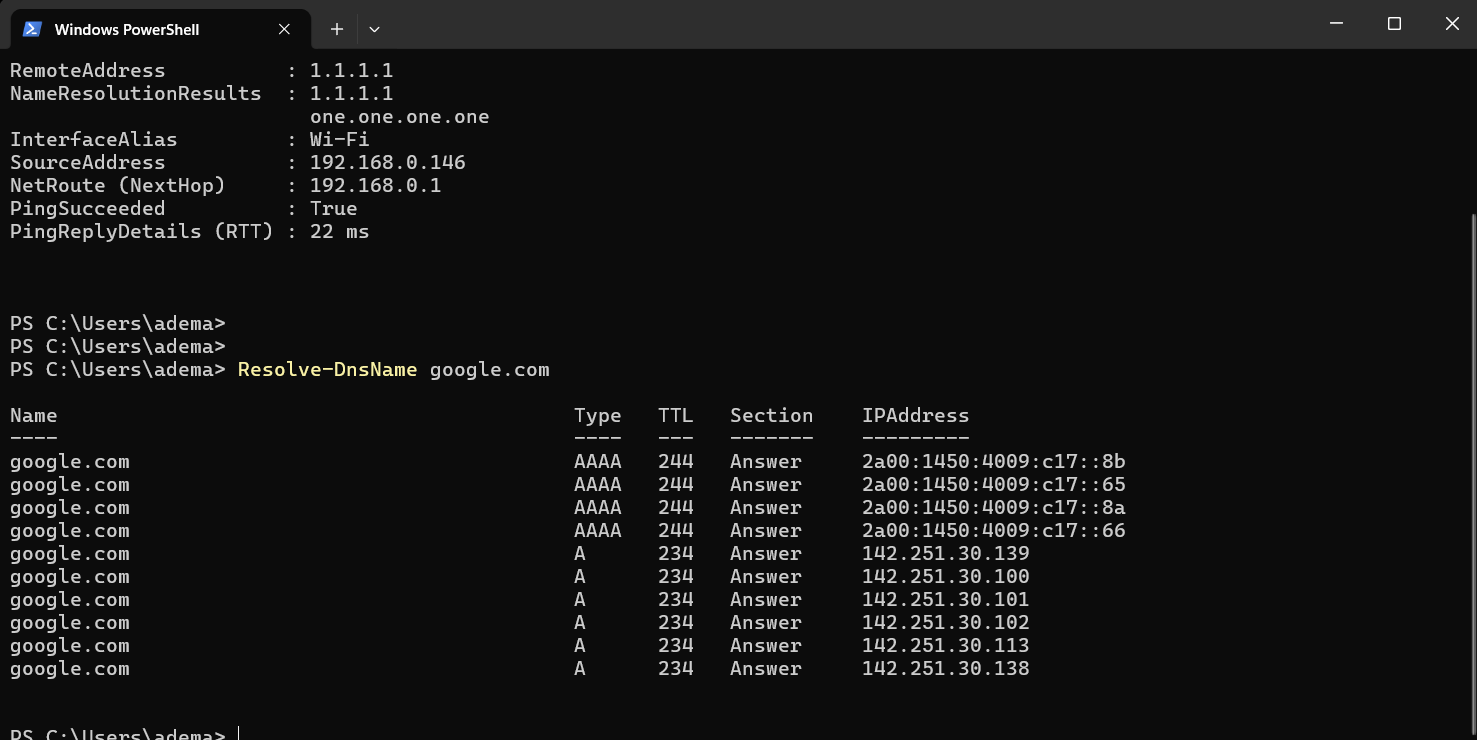 Windows PowerShell
RemoteAddress : 1.1.1.1
NameResolutionResults : 1.1.1.1
one.one.one.one
InterfaceAlias : Wi-Fi
SourceAddress : 192.168.0.146
NetRoute (NextHop) : 192.168.0.1
PingSucceeded : True
PingReplyDetails (RTT) : 22 ms
PS C:\Users\adema>
PS C:\Users\adema>
PS C:\Users\adema> Resolve-DnsName google.com
Name Type TTL Section IPAddress
---- ---- --- ------- ---------
google.com AAAA 244 Answer 2a00:1450:4009:c17::8b
google.com AAAA 244 Answer 2a00:1450:4009:c17::65
google.com AAAA 244 Answer 2a00:1450:4009:c17::8a
google.com AAAA 244 Answer 2a00:1450:4009:c17::66
google.com A 234 Answer 142.251.30.139
google.com A 234 Answer 142.251.30.100
google.com A 234 Answer 142.251.30.101
google.com A 234 Answer 142.251.30.102
google.com A 234 Answer 142.251.30.113
google.com A 234 Answer 142.251.30.138
PS C:\Users\adema>